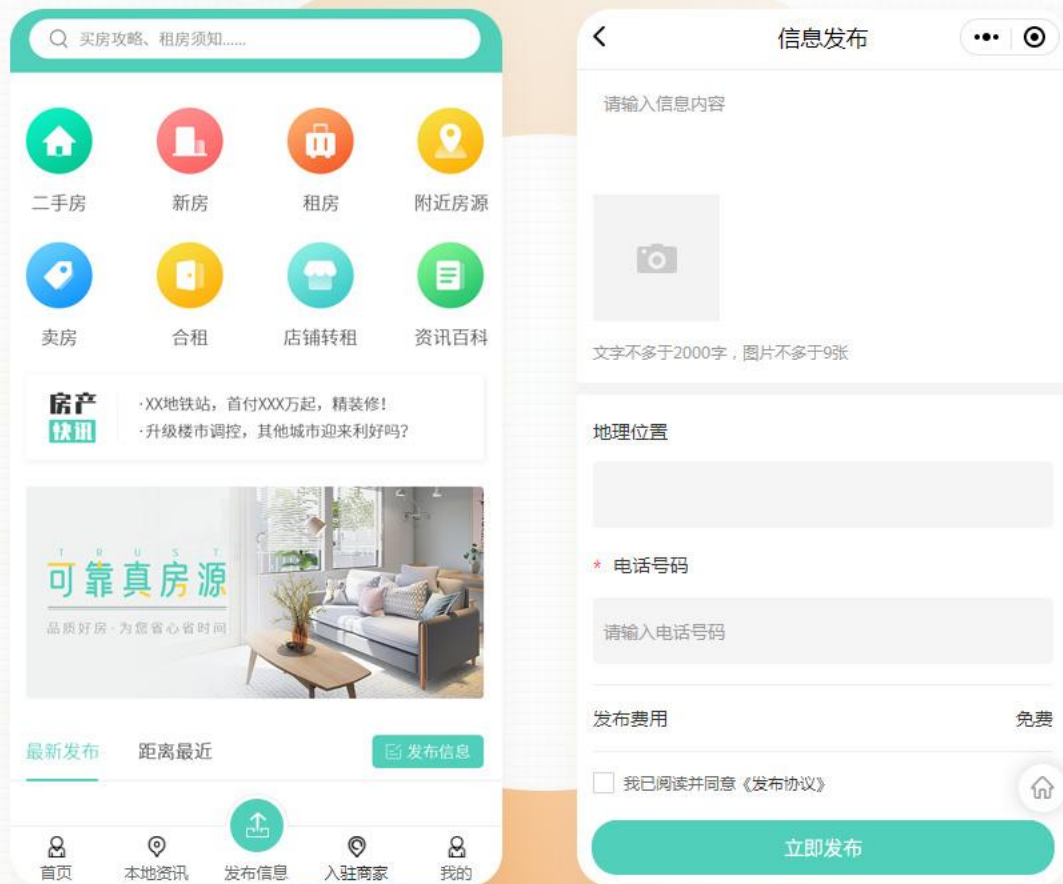 买房攻略、租房须知......
二手房
新房
租房
附近房源
卖房
合租
店铺转租
资讯百科
房产
快讯
·XX地铁站，首付XXX万起，精装修！
·升级楼市调控，其他城市迎来利好吗？
TRUST
可靠真房源
品质好房·为您省心省时间
最新发布
距离最近
发布信息
首页
本地资讯
发布信息
入驻商家
我的
信息发布
请输入信息内容
文字不多于2000字，图片不多于9张
地理位置
* 电话号码
请输入电话号码
发布费用
免费
我已阅读并同意《发布协议》
立即发布